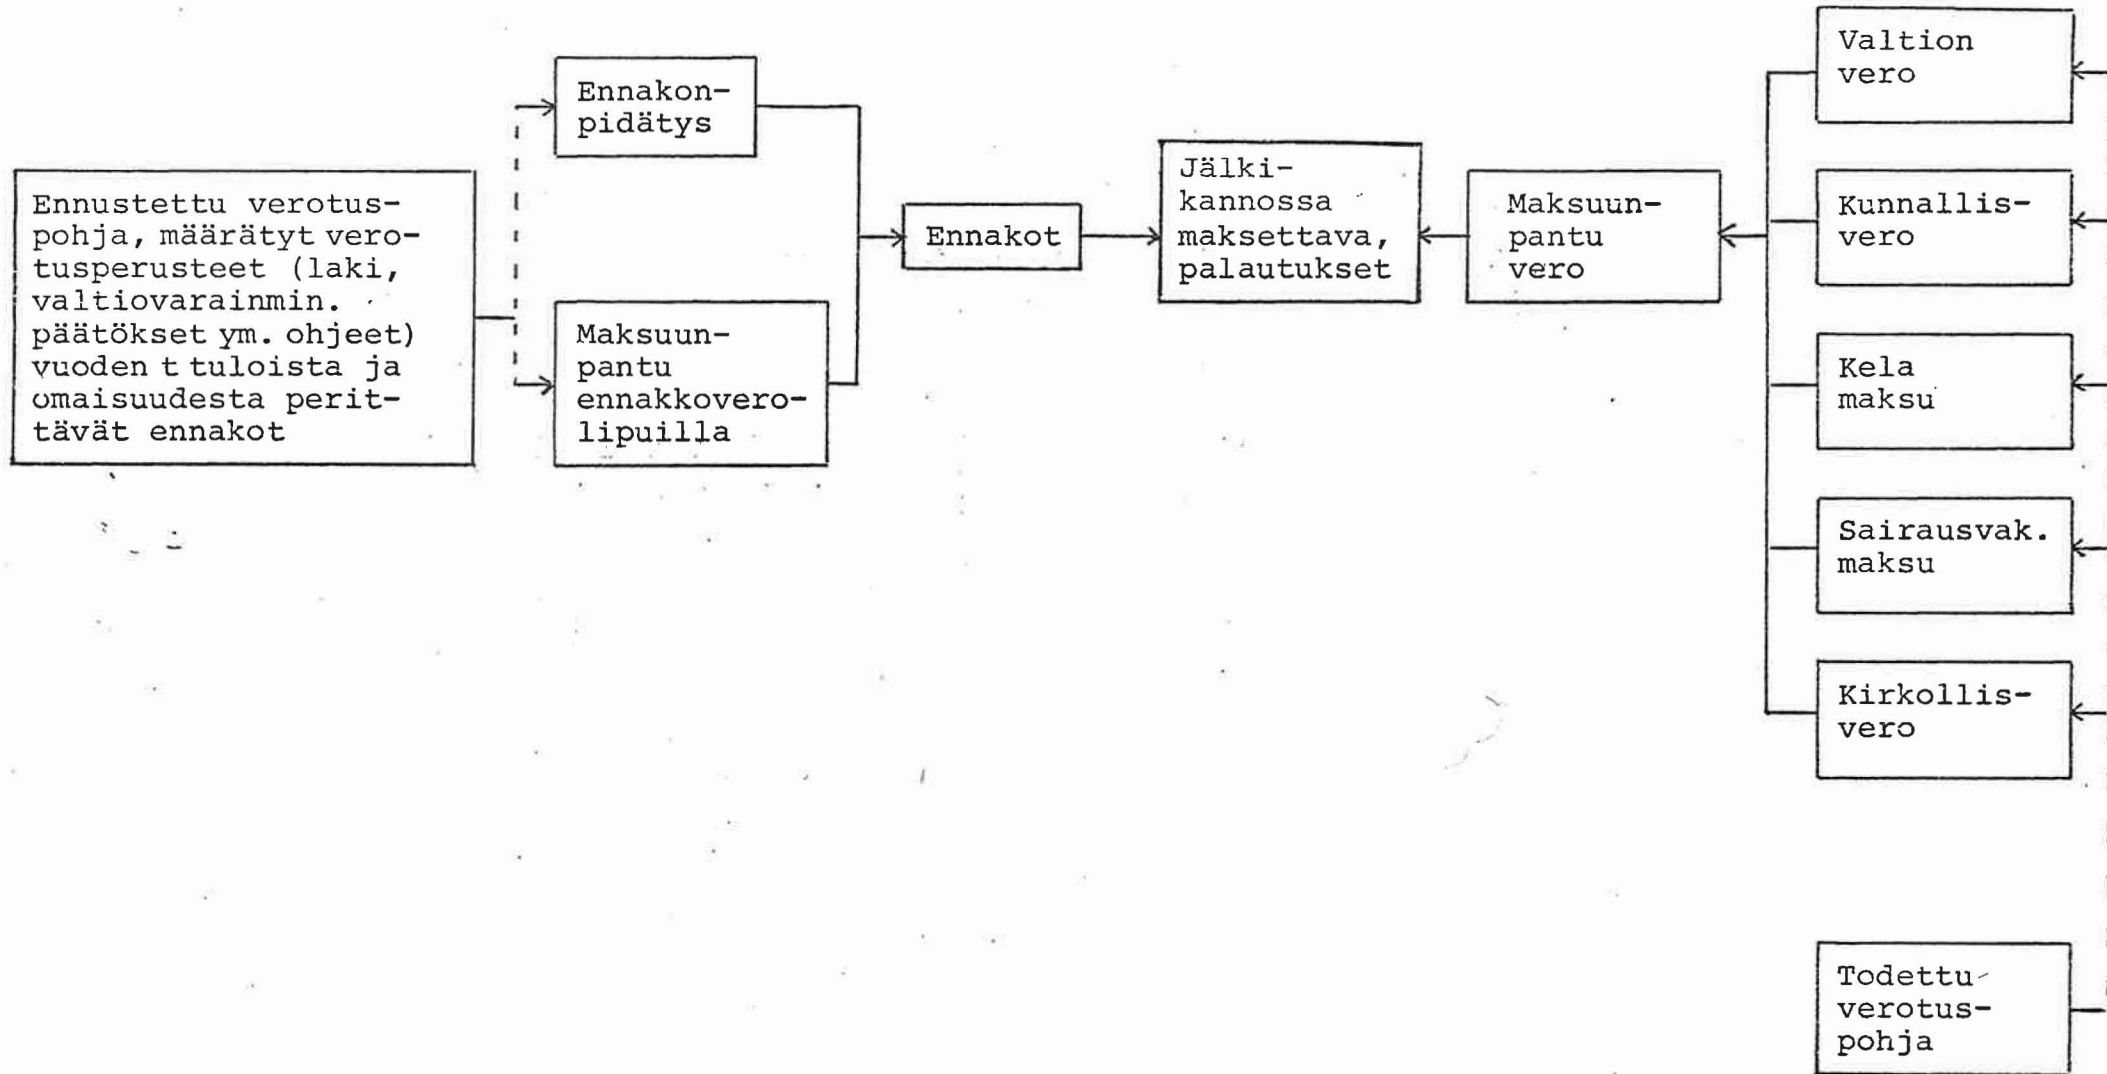 Ennustettu verotus-
pohja, määrätyt vero-
tusperusteet (laki,
valtiovarainmin.
päätökset ym. ohjeet)
vuoden t tuloista ja
omaisuudesta perit-
tävät ennakot
Ennakon-
pidätys
Maksuun-
pantu
ennakkovero-
lipuilla
Ennakot
Jälki-
kannossa
maksettava,
palautukset
Maksuun-
pantu
vero
Valtion
vero
Kunnallis-
vero
Kela
maksu
Sairausvak.
maksu
Kirkollis-
vero
Todettu
verotus-
pohja